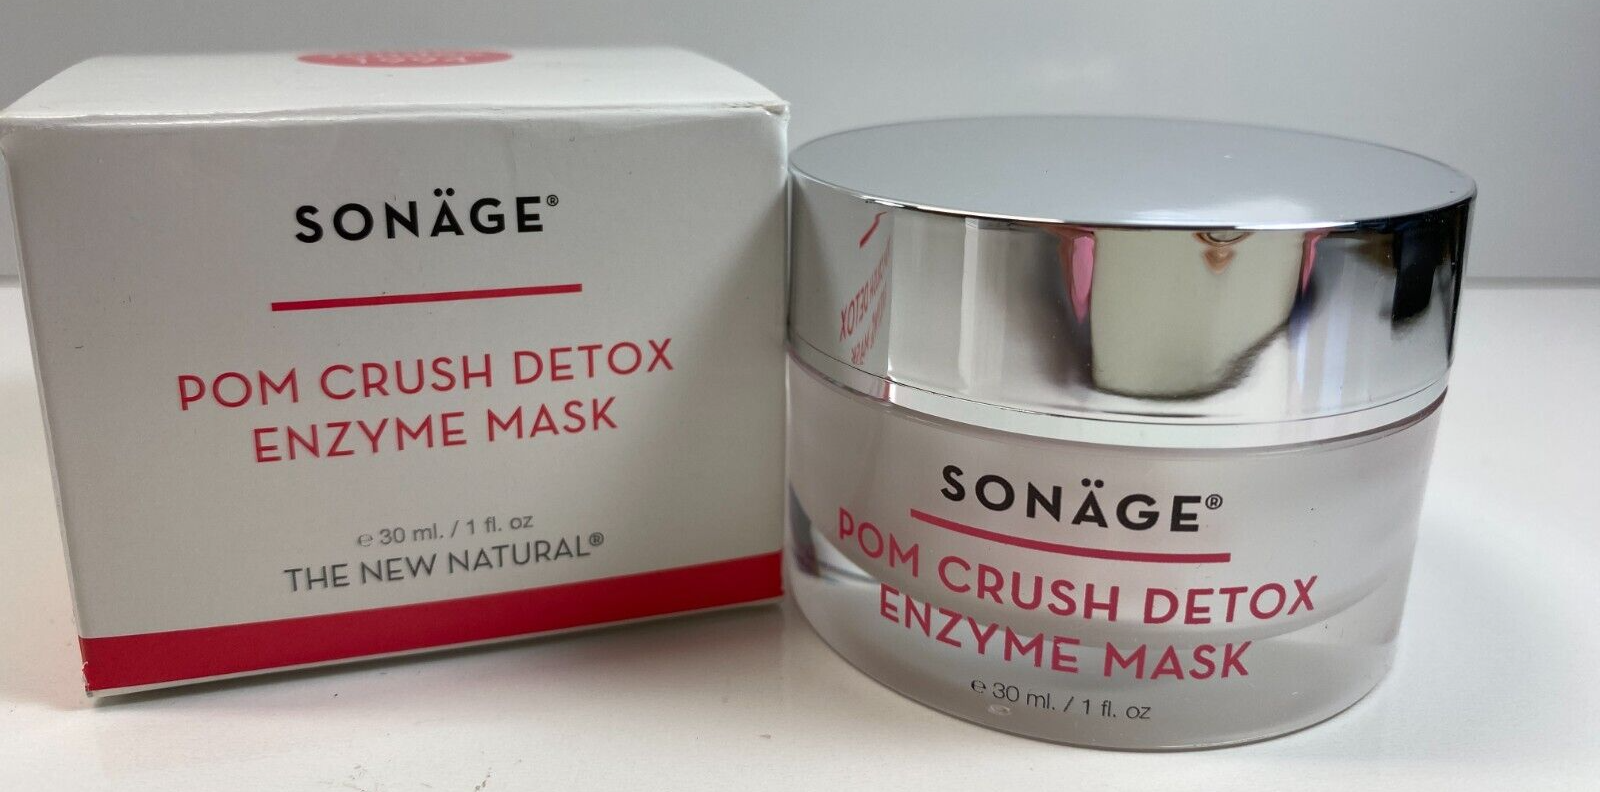 SONÄGE®
POM CRUSH DETOX
ENZYME MASK
℮ 30 ml. / 1 fl. oz
THE NEW NATURAL®
SONÄGE®
POM CRUSH DETOX
ENZYME MASK
℮ 30 ml. / 1 fl. oz